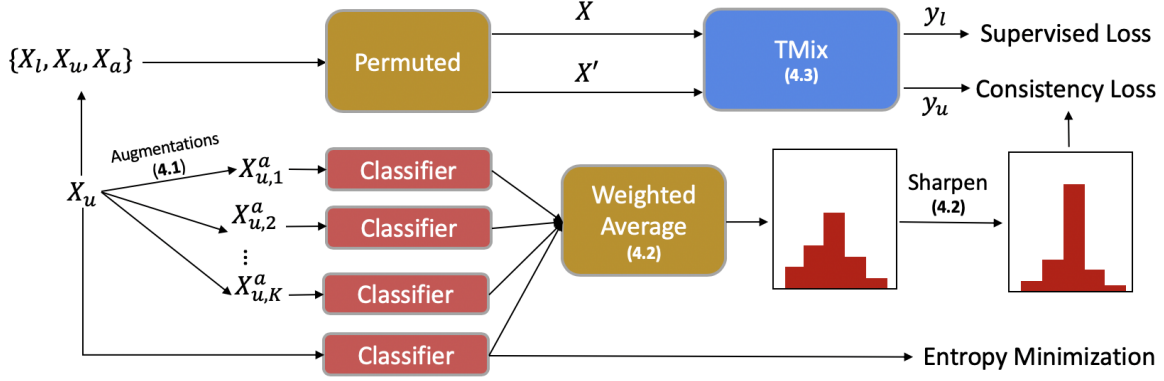 {X_l, X_u, X_a}
Permuted
X
X′
TMix
(4.3)
y_l
y_u
Supervised Loss
Consistency Loss
Augmentations
(4.1)
X_u
X^a_{u,1}
X^a_{u,2}
⋮
X^a_{u,K}
Classifier
Classifier
Classifier
Classifier
Weighted
Average
(4.2)
Sharpen
(4.2)
Entropy Minimization